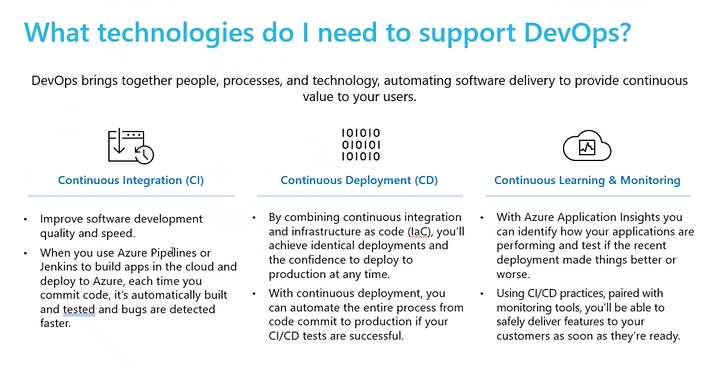 What technologies do I need to support DevOps?
DevOps brings together people, processes, and technology, automating software delivery to provide continuous
value to your users.
101010
010101
101010
Continuous Integration (CI)
Improve software development
quality and speed.
When you use Azure Pipelines or
Jenkins to build apps in the cloud and
deploy to Azure, each time you
commit code, it's automatically built
and tested and bugs are detected
faster.
Continuous Deployment (CD)
By combining continuous integration
and infrastructure as code (IaC), you'll
achieve identical deployments and
the confidence to deploy to
production at any time.
With continuous deployment, you
can automate the entire process from
code commit to production if your
CI/CD tests are successful.
Continuous Learning & Monitoring
With Azure Application Insights you
can identify how your applications are
performing and test if the recent
deployment made things better or
worse.
Using CI/CD practices, paired with
monitoring tools, you'll be able to
safely deliver features to your
customers as soon as they're ready.